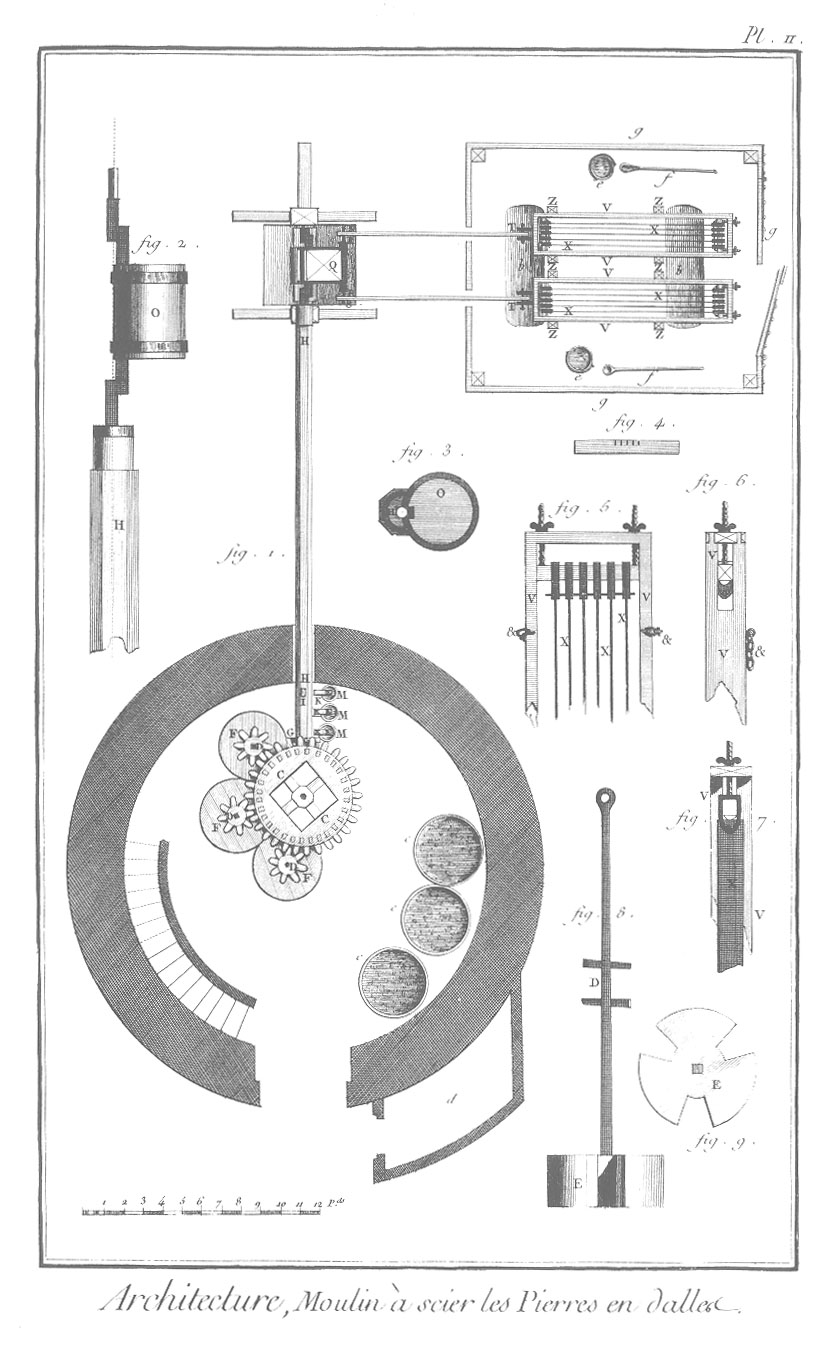 Pl. II.
g
fig. 2.
e
f
Z
V
Z
g
T
X
X
O
Q
b
Z
V
Z
b
T
X
X
H
Z
V
Z
e
f
g
fig. 4.
fig. 3.
O
fig. 6.
fig. 5.
H
fig. 1.
V
V
V
X
X
X
& &
V
&
H
I
K
M
M
M
G
F
D
C
C
D
F
D
F
V
fig. 7.
X
V
c
c
c
fig. 8.
D
d
E
fig. 9.
E
1 2 3 4 5 6 7 8 9 10 11 12 P.ds
Architecture, Moulin à scier les Pierres en dalles.